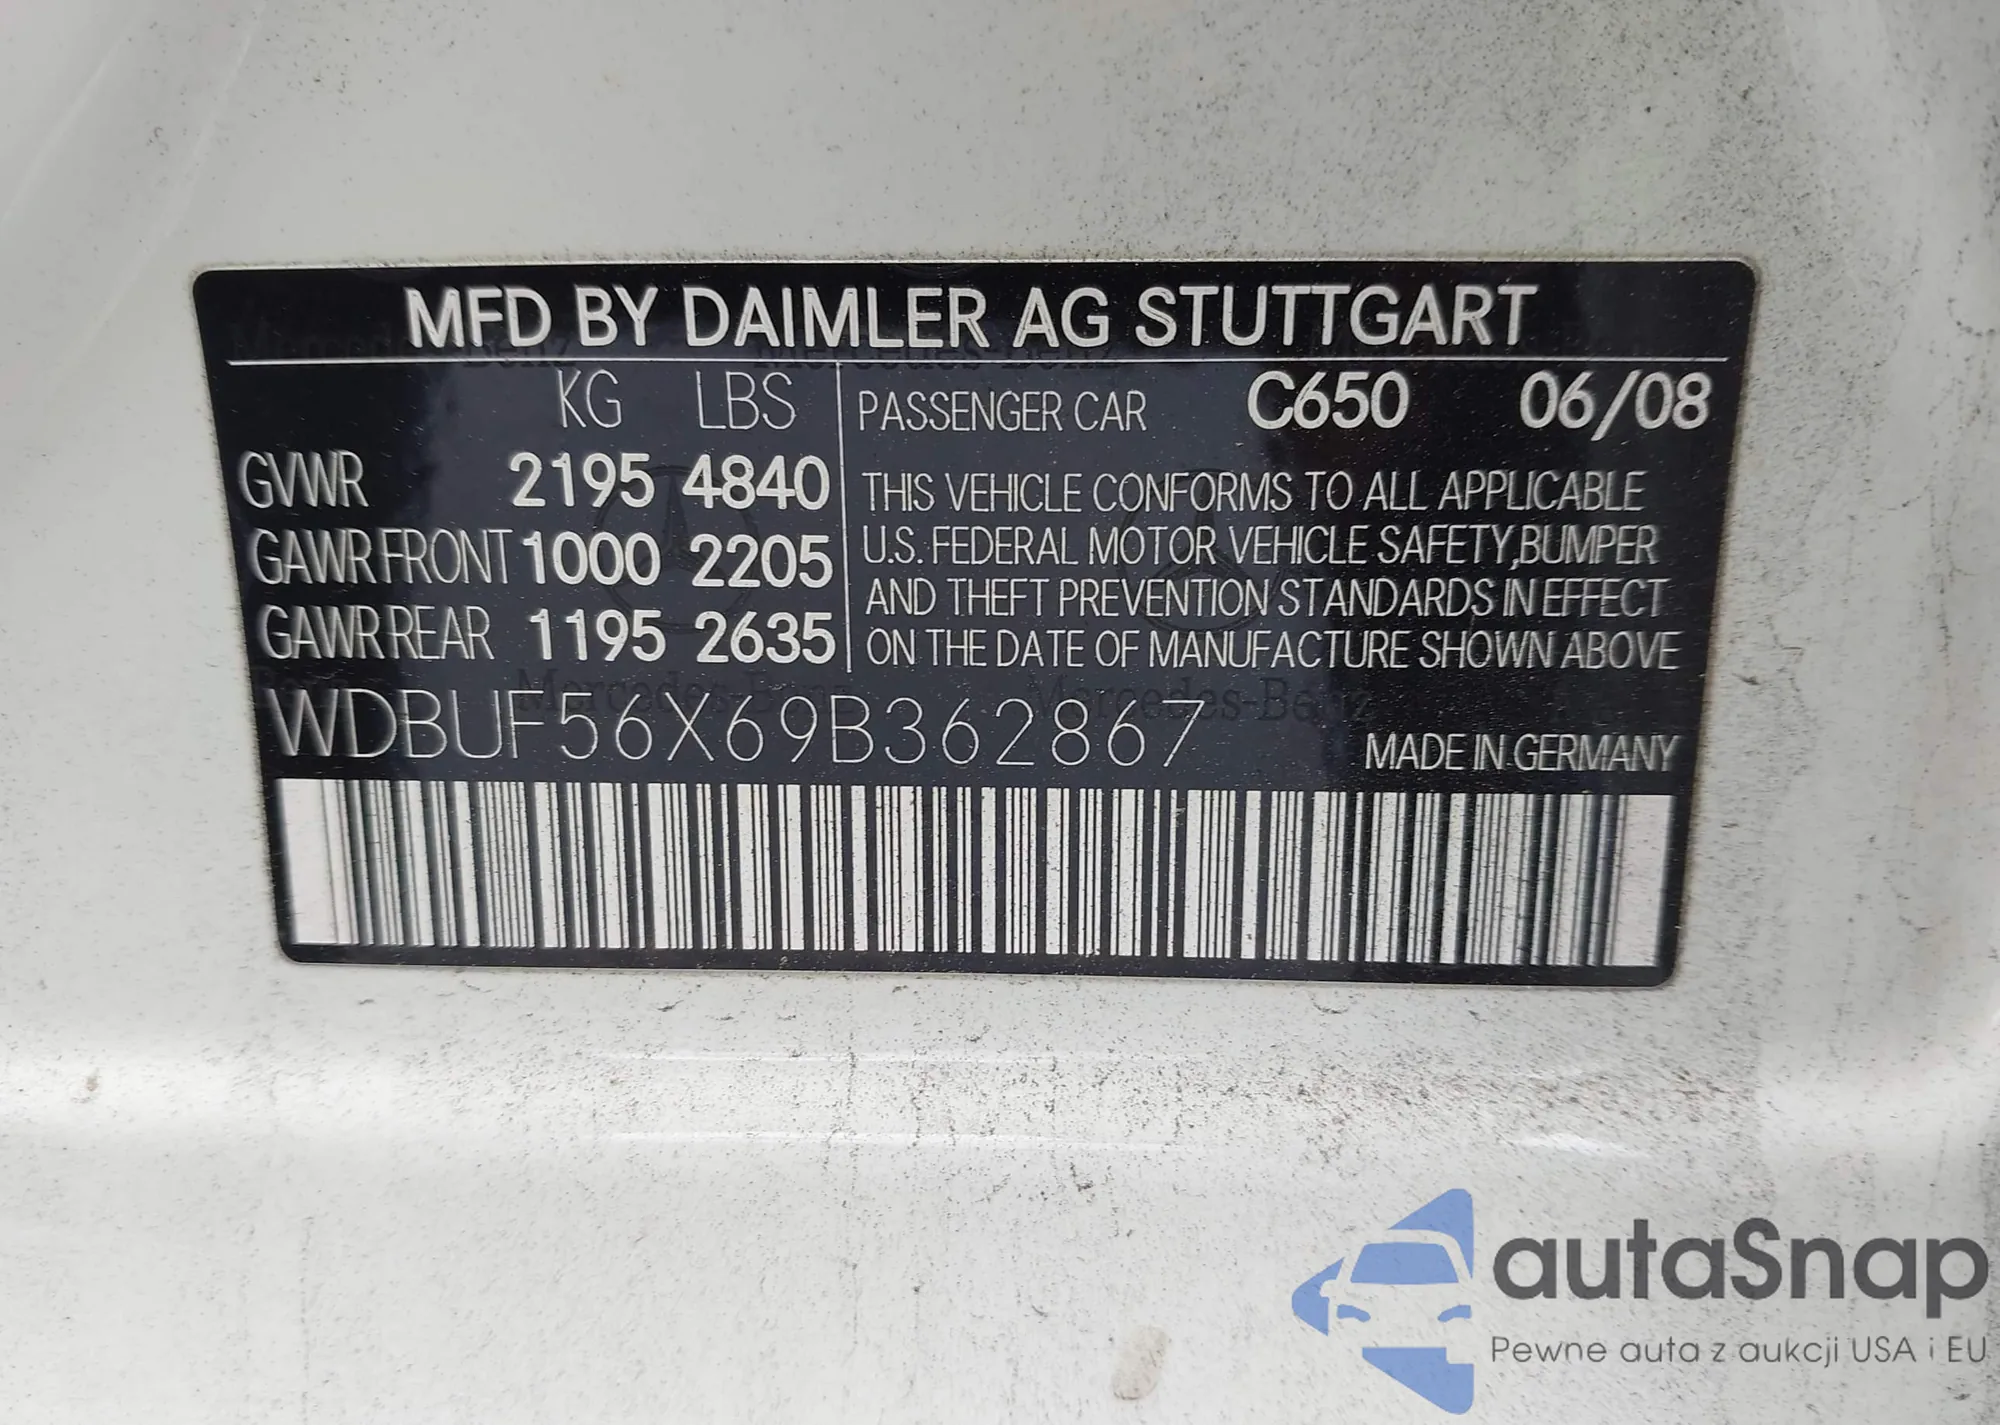 MFD BY DAIMLER AG STUTTGART
KG LBS
GVWR 2195 4840
GAWR FRONT 1000 2205
GAWR REAR 1195 2635
PASSENGER CAR C650 06/08
THIS VEHICLE CONFORMS TO ALL APPLICABLE
U.S. FEDERAL MOTOR VEHICLE SAFETY,BUMPER
AND THEFT PREVENTION STANDARDS IN EFFECT
ON THE DATE OF MANUFACTURE SHOWN ABOVE
WDBUF56X69B362867
MADE IN GERMANY
autaSnap
Pewne auta z aukcji USA i EU